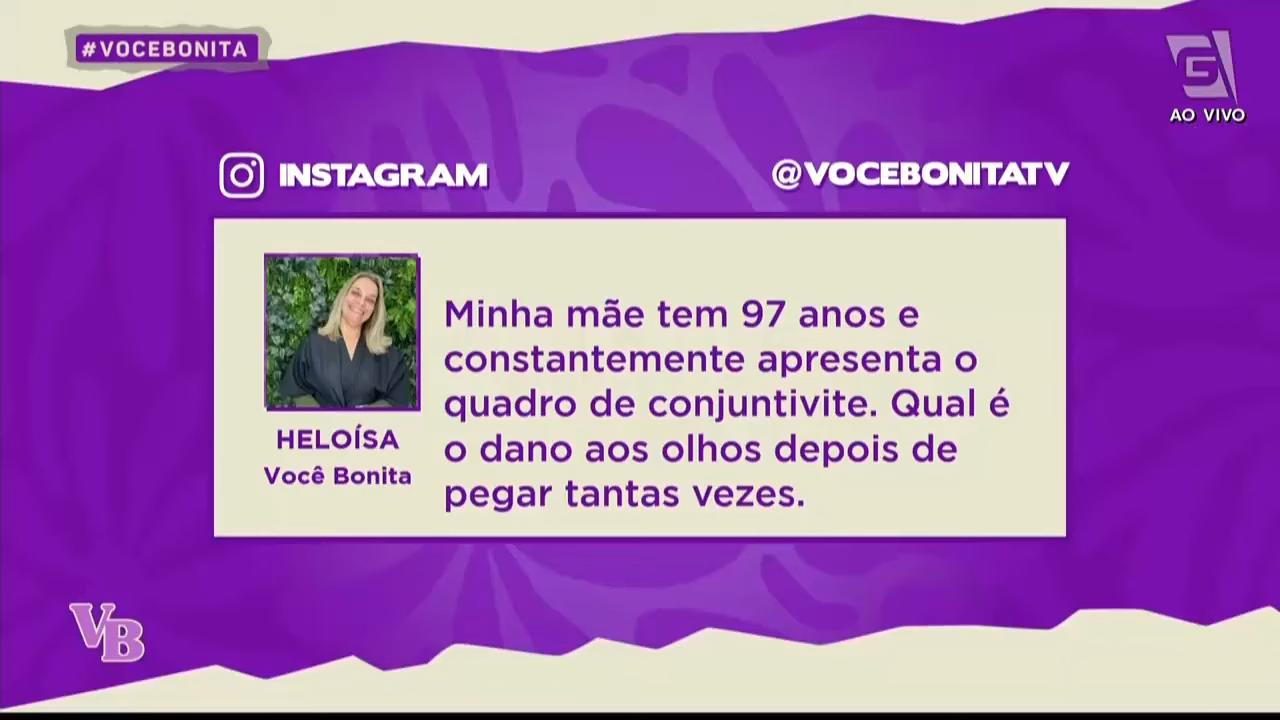 #VOCEBONITA
G
AO VIVO
INSTAGRAM
@VOCEBONITATV
Minha mãe tem 97 anos e
constantemente apresenta o
quadro de conjuntivite. Qual é
o dano aos olhos depois de
pegar tantas vezes.
HELOÍSA
Você Bonita
VB